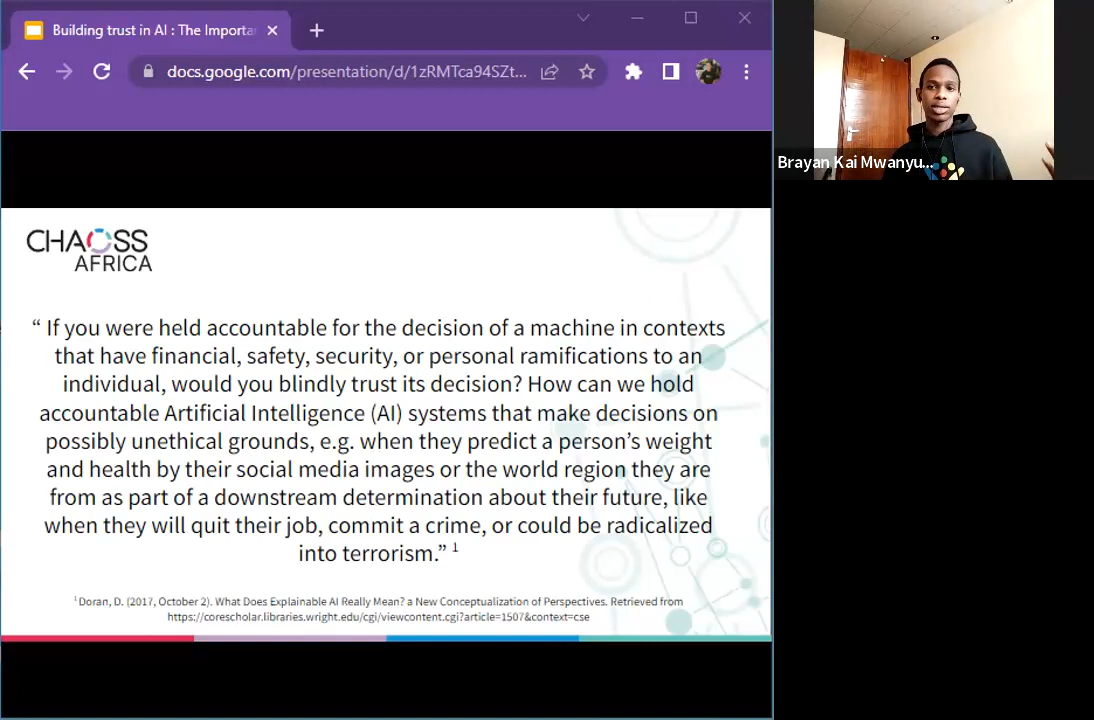 Building trust in AI : The Importa
docs.google.com/presentation/d/1zRMTca94SZt...
Brayan Kai Mwanyu...
CHAOSS
AFRICA
“ If you were held accountable for the decision of a machine in contexts
that have financial, safety, security, or personal ramifications to an
individual, would you blindly trust its decision? How can we hold
accountable Artificial Intelligence (AI) systems that make decisions on
possibly unethical grounds, e.g. when they predict a person’s weight
and health by their social media images or the world region they are
from as part of a downstream determination about their future, like
when they will quit their job, commit a crime, or could be radicalized
into terrorism.” 1
1 Doran, D. (2017, October 2). What Does Explainable AI Really Mean? a New Conceptualization of Perspectives. Retrieved from
https://corescholar.libraries.wright.edu/cgi/viewcontent.cgi?article=1507&context=cse